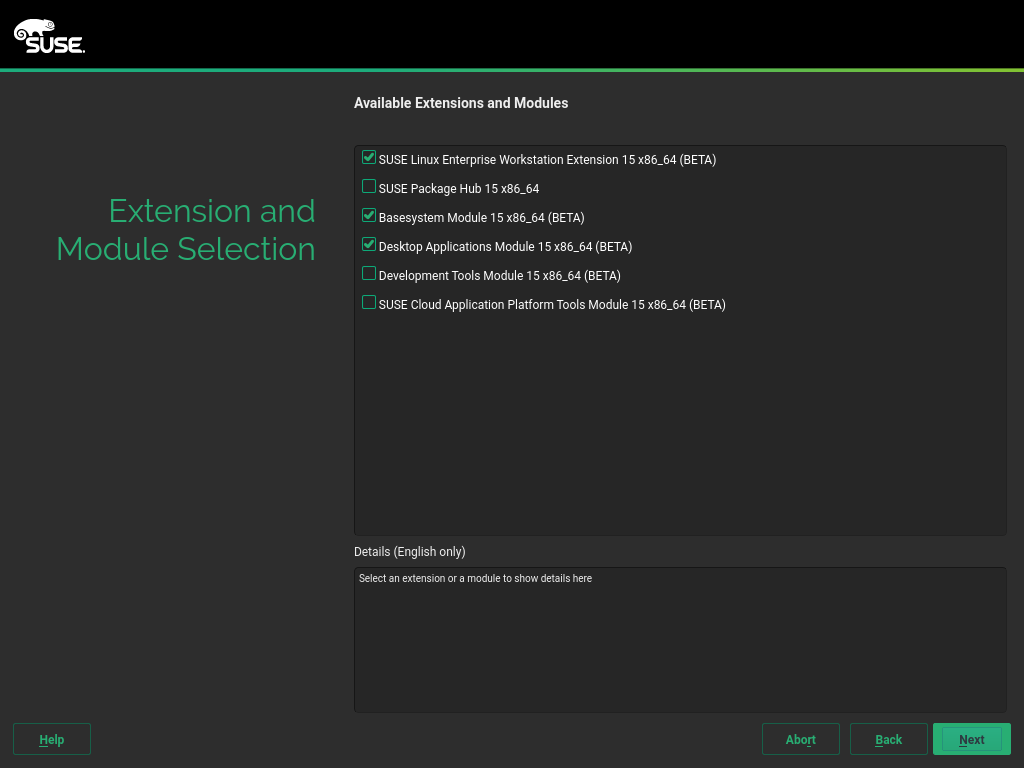 SUSE.
Available Extensions and Modules
Extension and
Module Selection
SUSE Linux Enterprise Workstation Extension 15 x86_64 (BETA)
SUSE Package Hub 15 x86_64
Basesystem Module 15 x86_64 (BETA)
Desktop Applications Module 15 x86_64 (BETA)
Development Tools Module 15 x86_64 (BETA)
SUSE Cloud Application Platform Tools Module 15 x86_64 (BETA)
Details (English only)
Select an extension or a module to show details here
Help
Abort
Back
Next